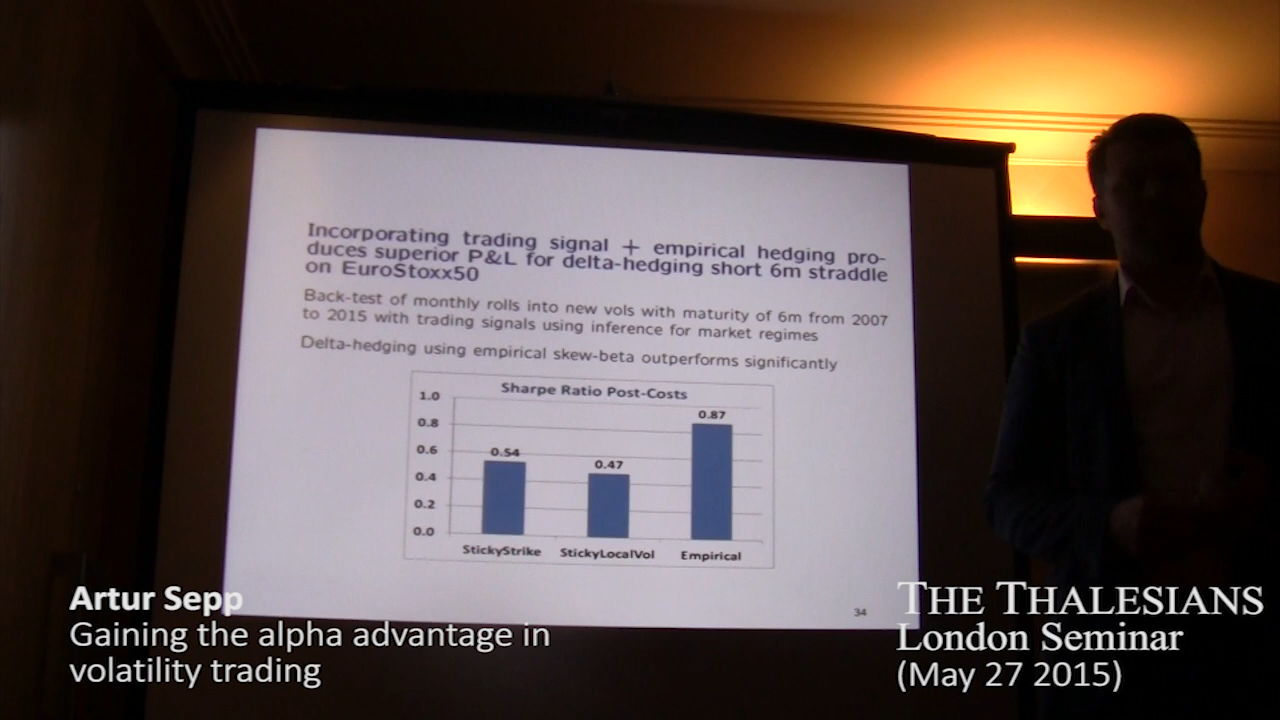 Incorporating trading signal + empirical hedging pro-
duces superior P&L for delta-hedging short 6m straddle
on EuroStoxx50
Back-test of monthly rolls into new vols with maturity of 6m from 2007
to 2015 with trading signals using inference for market regimes
Delta-hedging using empirical skew-beta outperforms significantly
Sharpe Ratio Post-Costs
1.0
0.8
0.6
0.4
0.2
0.0
0.54
0.47
0.87
StickyStrike StickyLocalVol Empirical
34
Artur Sepp
Gaining the alpha advantage in
volatility trading
THE THALESIANS
London Seminar
(May 27 2015)